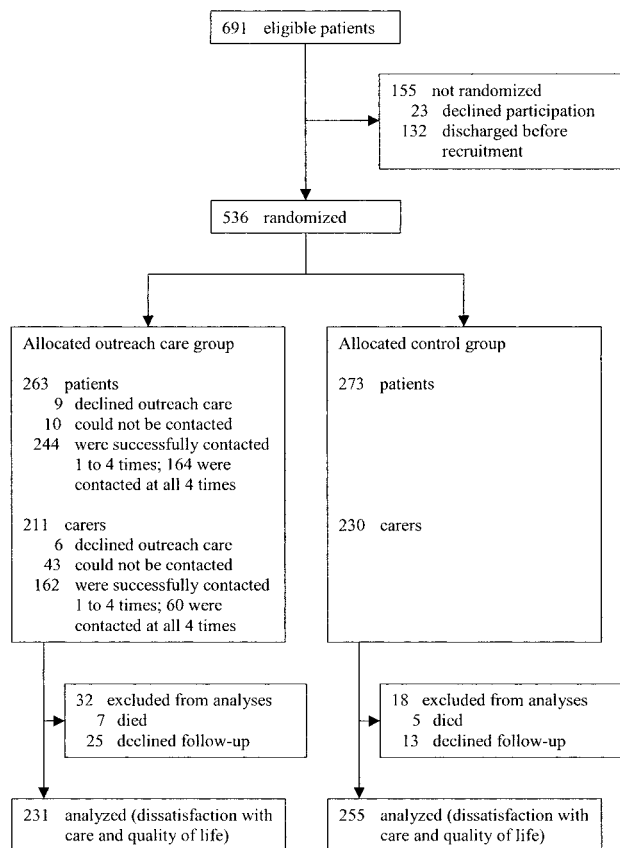 691 eligible patients
155 not randomized
23 declined participation
132 discharged before
recruitment
536 randomized
Allocated outreach care group
263 patients
9 declined outreach care
10 could not be contacted
244 were successfully contacted
1 to 4 times; 164 were
contacted at all 4 times
211 carers
6 declined outreach care
43 could not be contacted
162 were successfully contacted
1 to 4 times; 60 were
contacted at all 4 times
Allocated control group
273 patients
230 carers
32 excluded from analyses
7 died
25 declined follow-up
18 excluded from analyses
5 died
13 declined follow-up
231 analyzed (dissatisfaction with
care and quality of life)
255 analyzed (dissatisfaction with
care and quality of life)